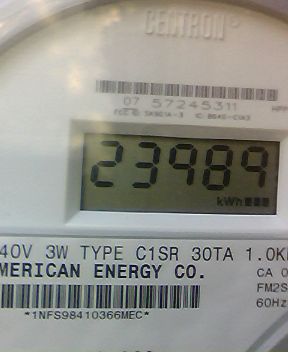 CENTRON®
07 57245311
23989
kWh
40V 3W TYPE C1SR 30TA 1.0K
MERICAN ENERGY CO.
CA 0
FM2S
60Hz
*1NFS98410366MEC*